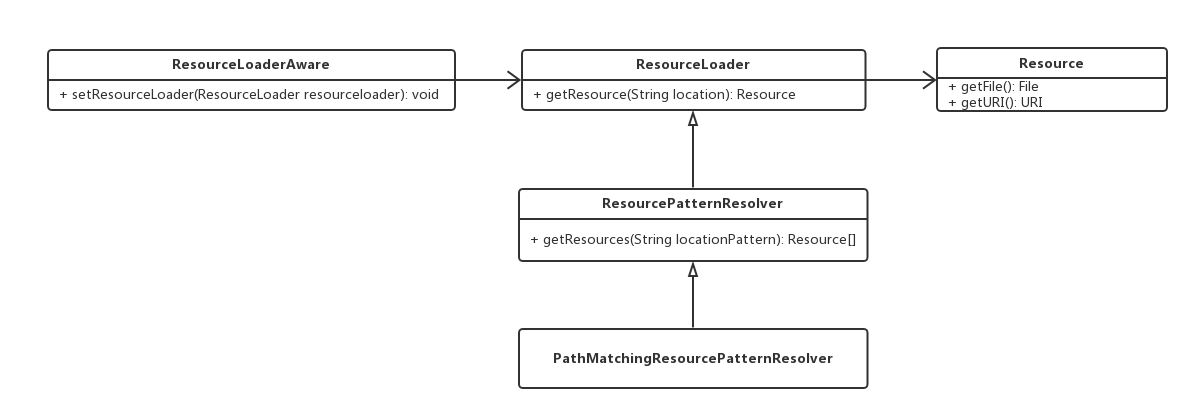 ResourceLoaderAware
+ setResourceLoader(ResourceLoader resourceloader): void
ResourceLoader
+ getResource(String location): Resource
Resource
+ getFile(): File
+ getURI(): URI
ResourcePatternResolver
+ getResources(String locationPattern): Resource[]
PathMatchingResourcePatternResolver